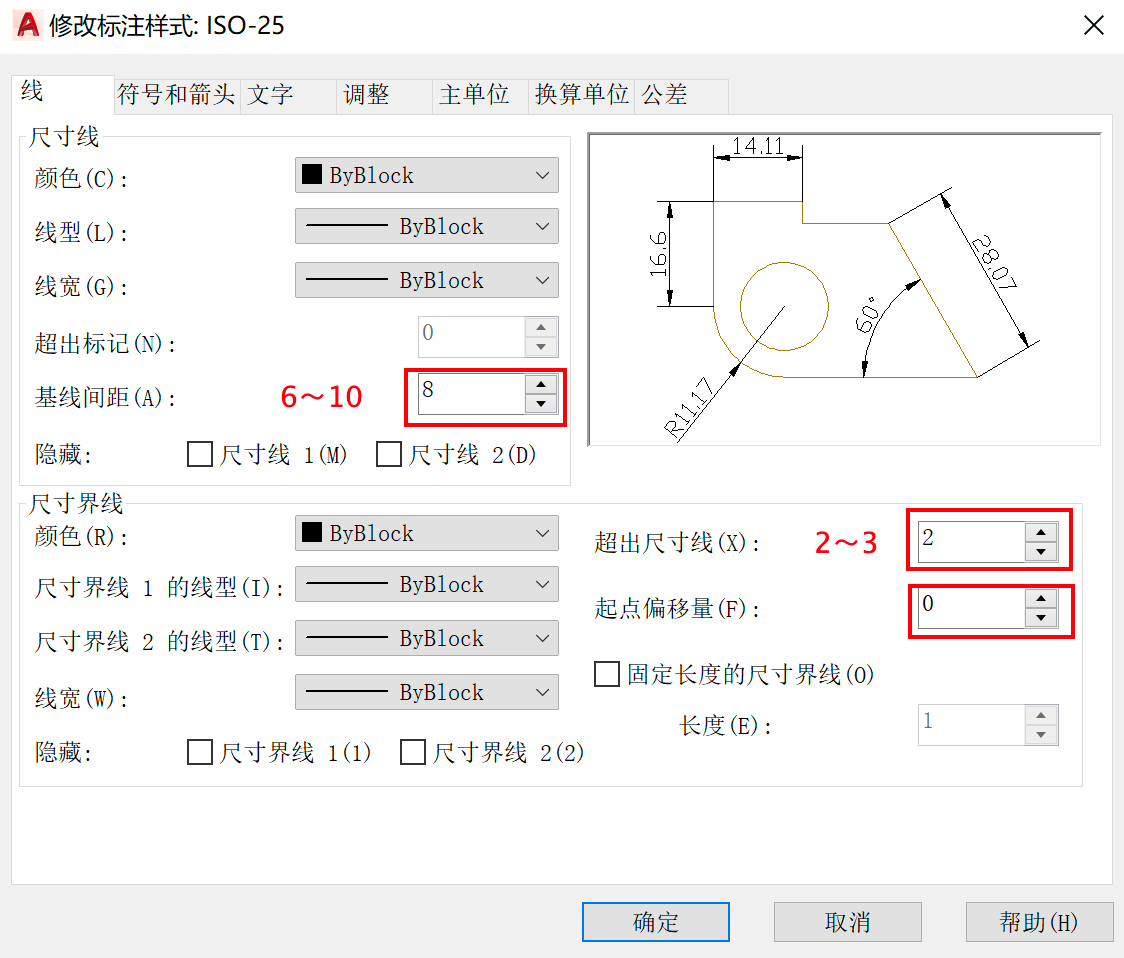 修改标注样式: ISO-25
线 符号和箭头 文字 调整 主单位 换算单位 公差
尺寸线
颜色(C): ByBlock
线型(L): ByBlock
线宽(G): ByBlock
超出标记(N): 0
基线间距(A): 6～10 8
隐藏: 尺寸线 1(M) 尺寸线 2(D)
14.11
16.6
28.07
60°
R11.17
尺寸界线
颜色(R): ByBlock
尺寸界线 1 的线型(I): ByBlock
尺寸界线 2 的线型(T): ByBlock
线宽(W): ByBlock
隐藏: 尺寸界线 1(1) 尺寸界线 2(2)
超出尺寸线(X): 2～3 2
起点偏移量(F): 0
固定长度的尺寸界线(O)
长度(E): 1
确定 取消 帮助(H)